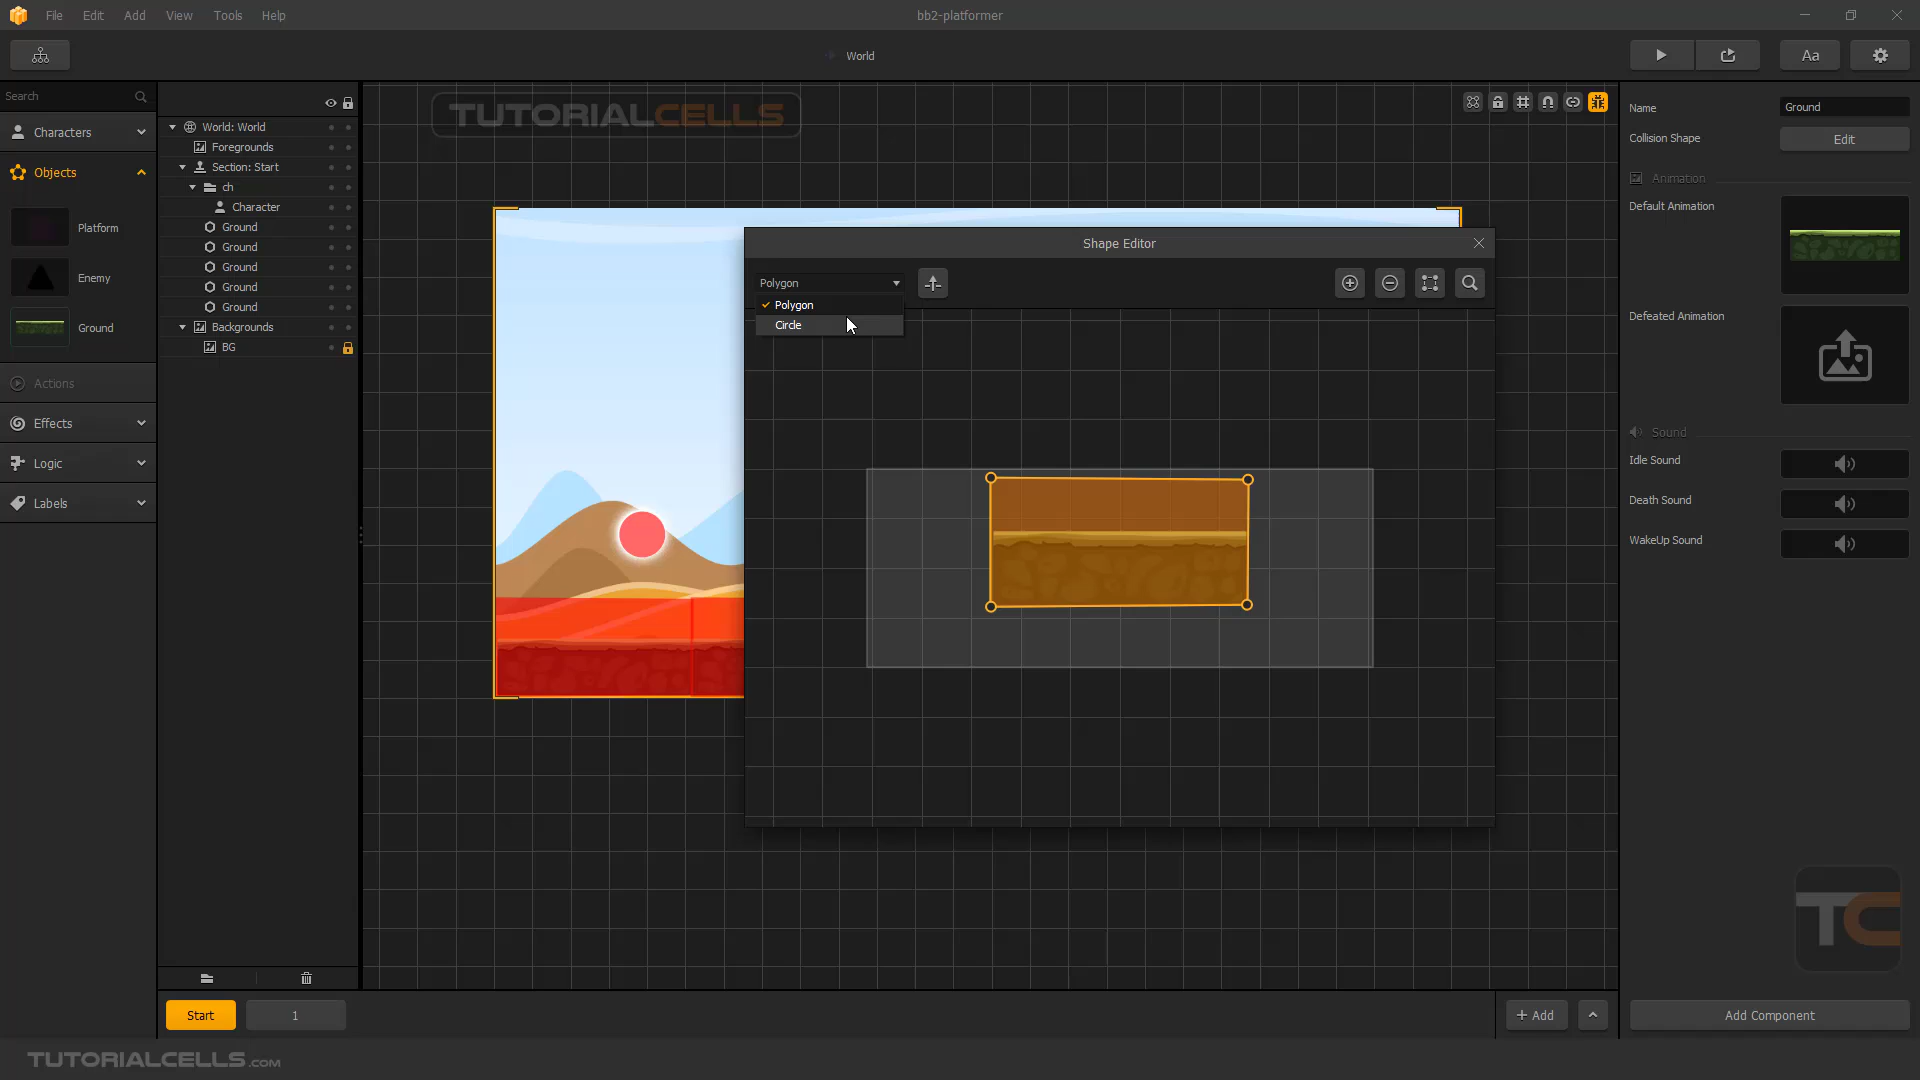 File Edit Add View Tools Help
bb2-platformer
World
Aa
Search
Characters
Objects
Platform
Enemy
Ground
Actions
Effects
Logic
Labels
World: World
Foregrounds
Section: Start
ch
Character
Ground
Ground
Ground
Ground
Ground
Backgrounds
BG
TUTORIALCELLS
Shape Editor
Polygon
Polygon
Circle
Name Ground
Collision Shape Edit
Animation
Default Animation
Defeated Animation
Sound
Idle Sound
Death Sound
WakeUp Sound
TC
Start 1
+ Add
Add Component
TUTORIALCELLS.COM